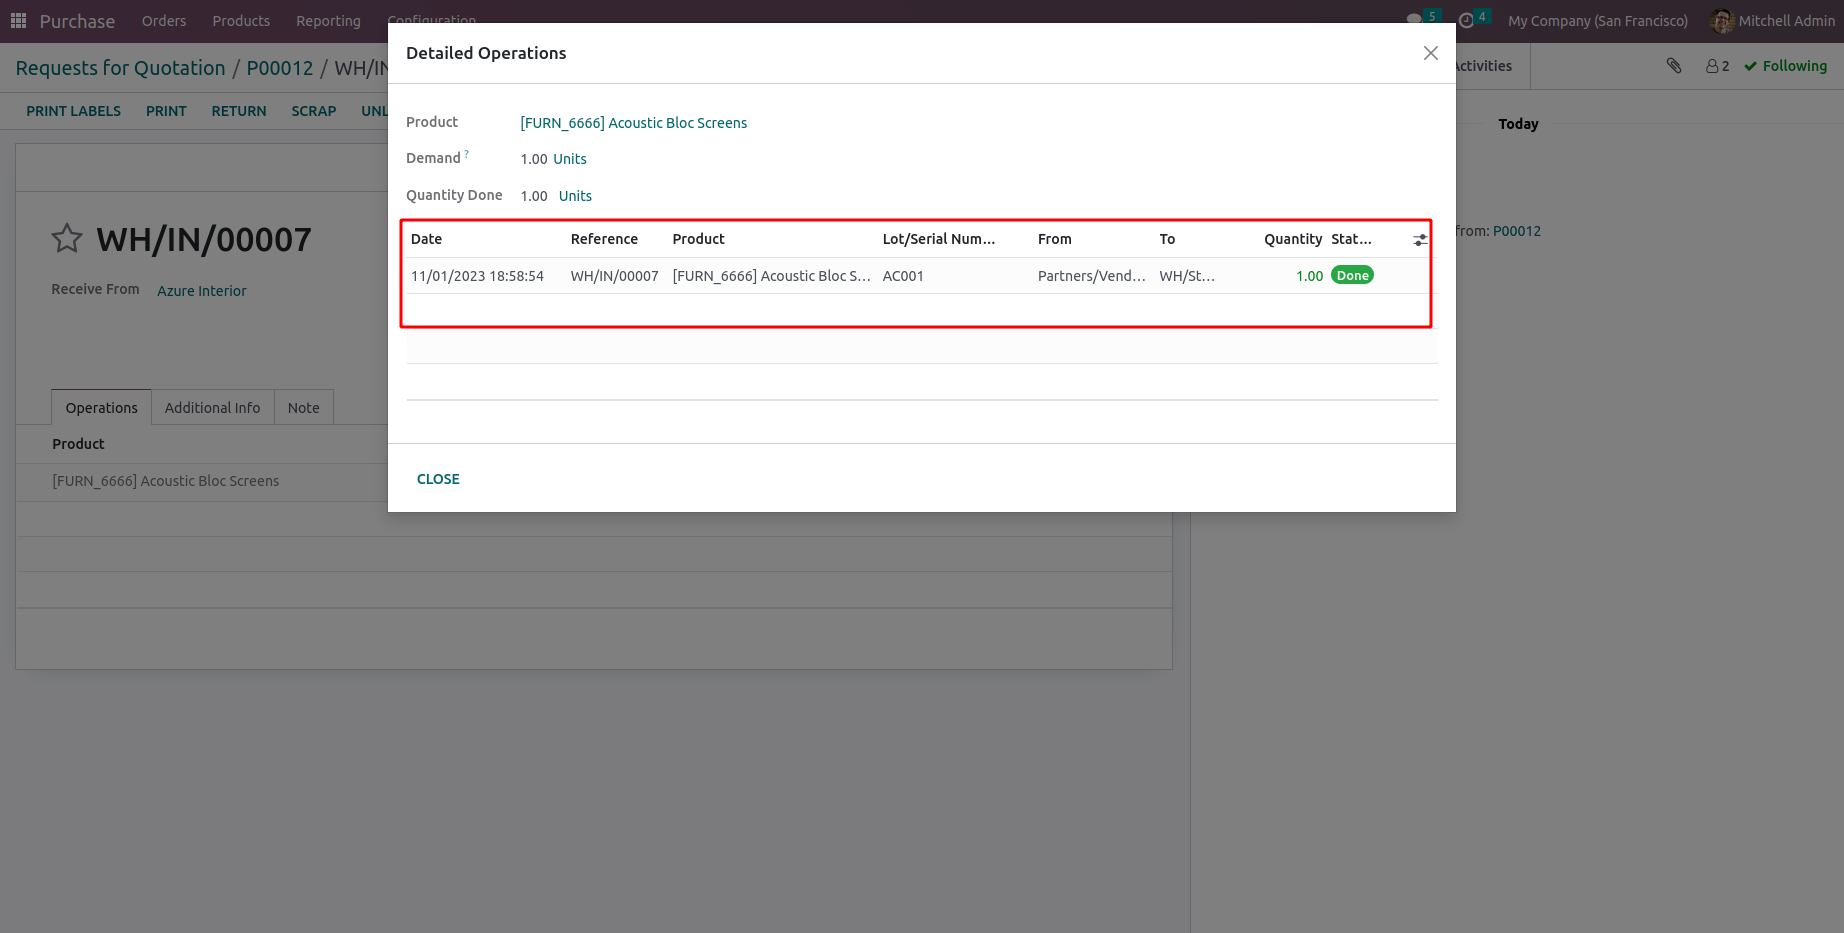 Purchase Orders Products Reporting Configuration 5 4 My Company (San Francisco) Mitchell Admin
Requests for Quotation / P00012 / WH/IN
Activities 2 Following
PRINT LABELS PRINT RETURN SCRAP UNL
Today
from: P00012
WH/IN/00007
Receive From Azure Interior
Operations Additional Info Note
Product
[FURN_6666] Acoustic Bloc Screens
Detailed Operations
Product [FURN_6666] Acoustic Bloc Screens
Demand ? 1.00 Units
Quantity Done 1.00 Units
Date Reference Product Lot/Serial Num... From To Quantity Stat...
11/01/2023 18:58:54 WH/IN/00007 [FURN_6666] Acoustic Bloc S... AC001 Partners/Vend... WH/St... 1.00 Done
CLOSE